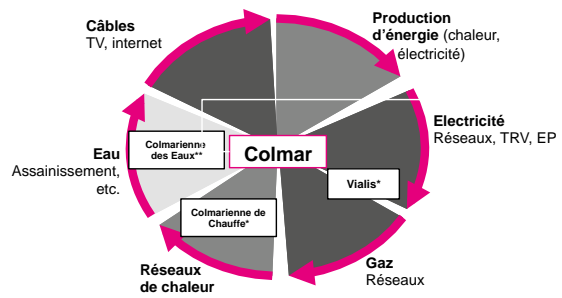 Câbles
TV, internet
Production
d'énergie (chaleur,
électricité)
Electricité
Réseaux, TRV, EP
Colmarienne
des Eaux**
Colmar
Eau
Assainissement,
etc.
Vialis*
Colmarienne de
Chauffe*
Gaz
Réseaux
Réseaux
de chaleur